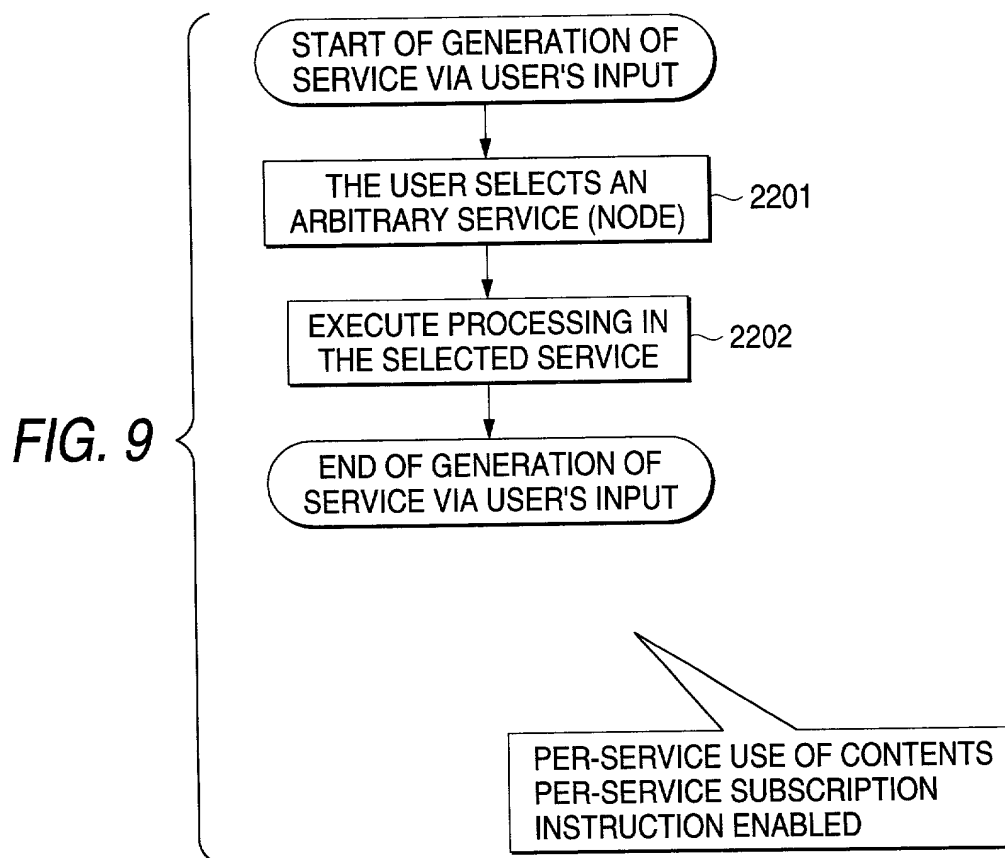 START OF GENERATION OF
SERVICE VIA USER'S INPUT
THE USER SELECTS AN
ARBITRARY SERVICE (NODE)
2201
EXECUTE PROCESSING IN
THE SELECTED SERVICE
2202
FIG. 9
END OF GENERATION OF
SERVICE VIA USER'S INPUT
PER-SERVICE USE OF CONTENTS
PER-SERVICE SUBSCRIPTION
INSTRUCTION ENABLED